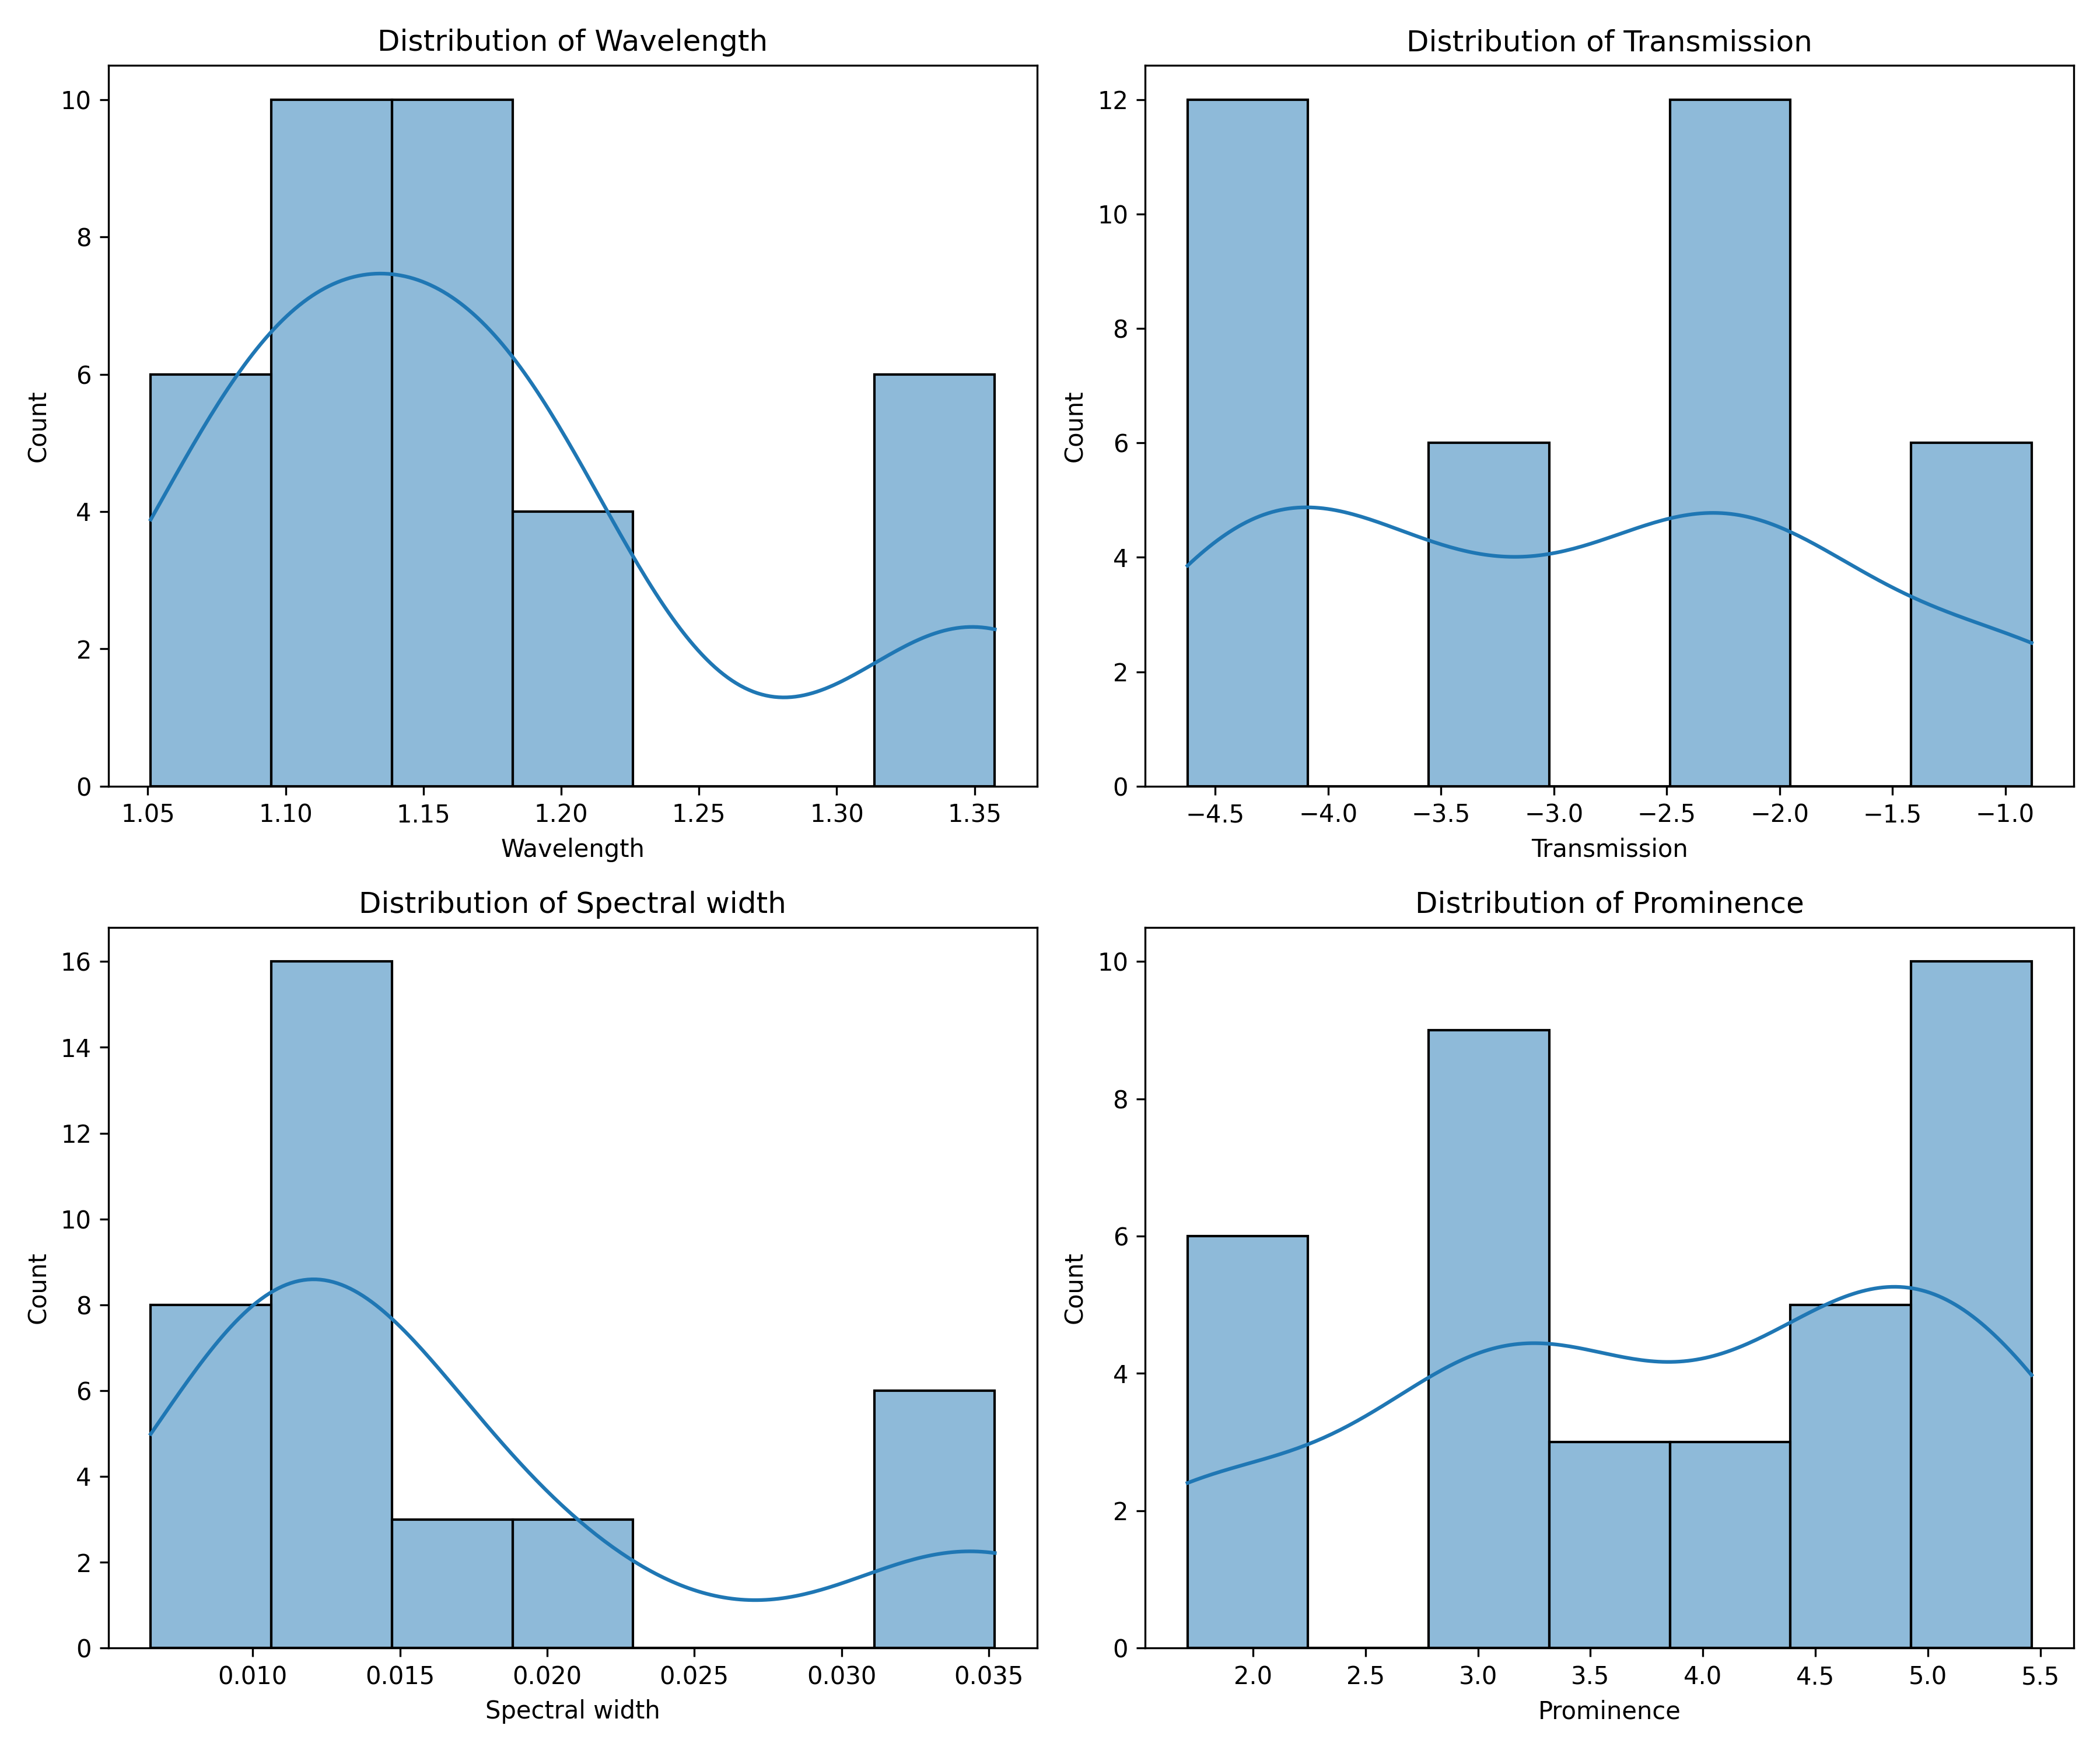 Distribution of Wavelength
10
8
6
4
2
0
Count
1.05 1.10 1.15 1.20 1.25 1.30 1.35
Wavelength
Distribution of Transmission
12
10
8
6
4
2
0
Count
−4.5 −4.0 −3.5 −3.0 −2.5 −2.0 −1.5 −1.0
Transmission
Distribution of Spectral width
16
14
12
10
8
6
4
2
0
Count
0.010 0.015 0.020 0.025 0.030 0.035
Spectral width
Distribution of Prominence
10
8
6
4
2
0
Count
2.0 2.5 3.0 3.5 4.0 4.5 5.0 5.5
Prominence